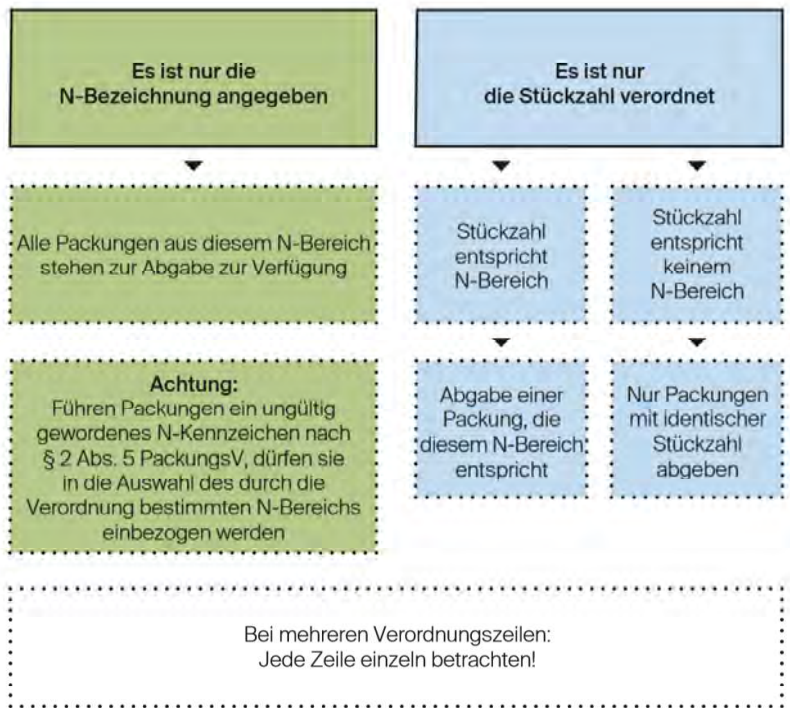 Es ist nur die
N-Bezeichnung angegeben
Alle Packungen aus diesem N-Bereich
stehen zur Abgabe zur Verfügung
Achtung:
Führen Packungen ein ungültig
gewordenes N-Kennzeichen nach
§ 2 Abs. 5 PackungsV, dürfen sie
in die Auswahl des durch die
Verordnung bestimmten N-Bereichs
einbezogen werden
Es ist nur
die Stückzahl verordnet
Stückzahl
entspricht
N-Bereich
Abgabe einer
Packung, die
diesem N-Bereich
entspricht
Stückzahl
entspricht
keinem
N-Bereich
Nur Packungen
mit identischer
Stückzahl
abgeben
Bei mehreren Verordnungszeilen:
Jede Zeile einzeln betrachten!